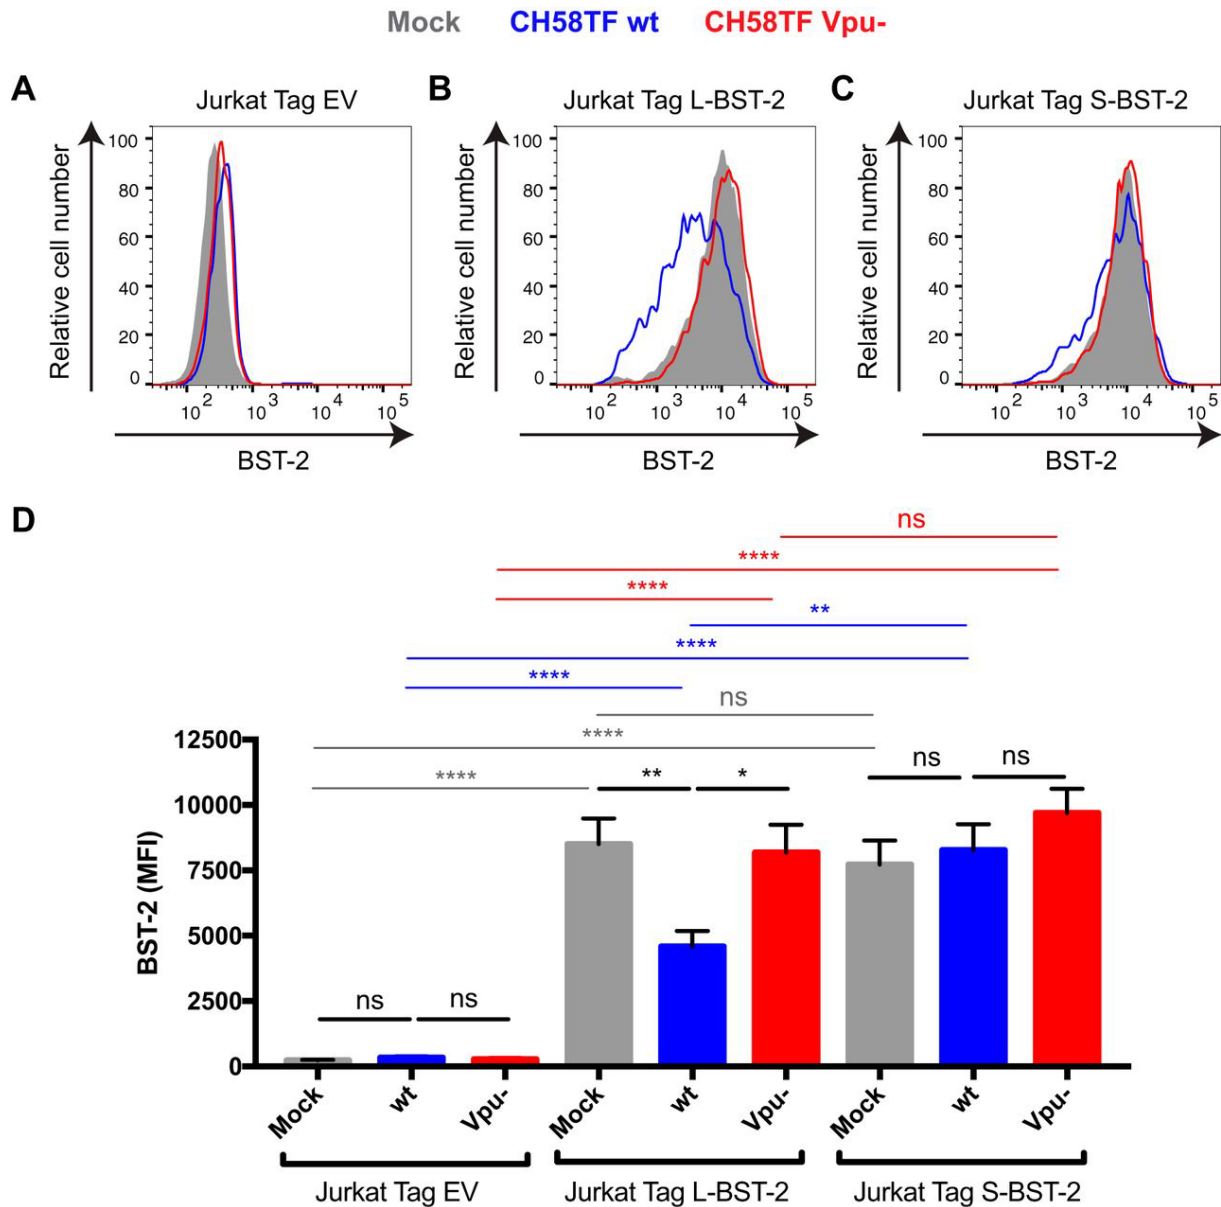 Mock CH58TF wt CH58TF Vpu-
A B C
Jurkat Tag EV Jurkat Tag L-BST-2 Jurkat Tag S-BST-2
Relative cell number
100
80
60
40
20
0
10^2 10^3 10^4 10^5
BST-2
Relative cell number
100
80
60
40
20
0
10^2 10^3 10^4 10^5
BST-2
Relative cell number
100
80
60
40
20
0
10^2 10^3 10^4 10^5
BST-2
D
ns
****
****
**
****
****
ns
****
****
** *
ns ns
ns ns
BST-2 (MFI)
12500
10000
7500
5000
2500
0
Mock wt Vpu- Mock wt Vpu- Mock wt Vpu-
Jurkat Tag EV Jurkat Tag L-BST-2 Jurkat Tag S-BST-2